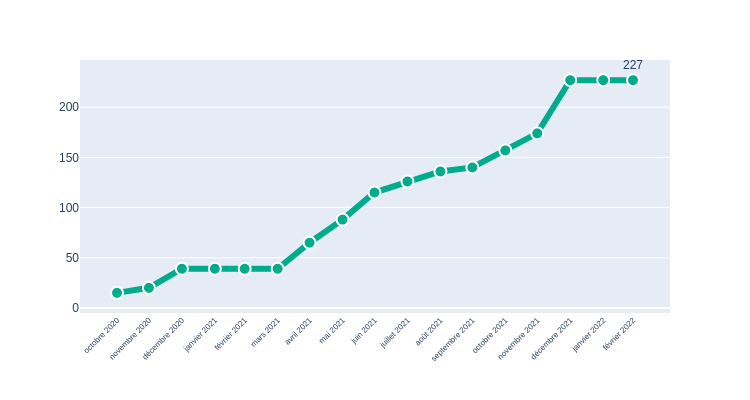 227
200
150
100
50
0
octobre 2020
novembre 2020
décembre 2020
janvier 2021
février 2021
mars 2021
avril 2021
mai 2021
juin 2021
juillet 2021
août 2021
septembre 2021
octobre 2021
novembre 2021
décembre 2021
janvier 2022
février 2022